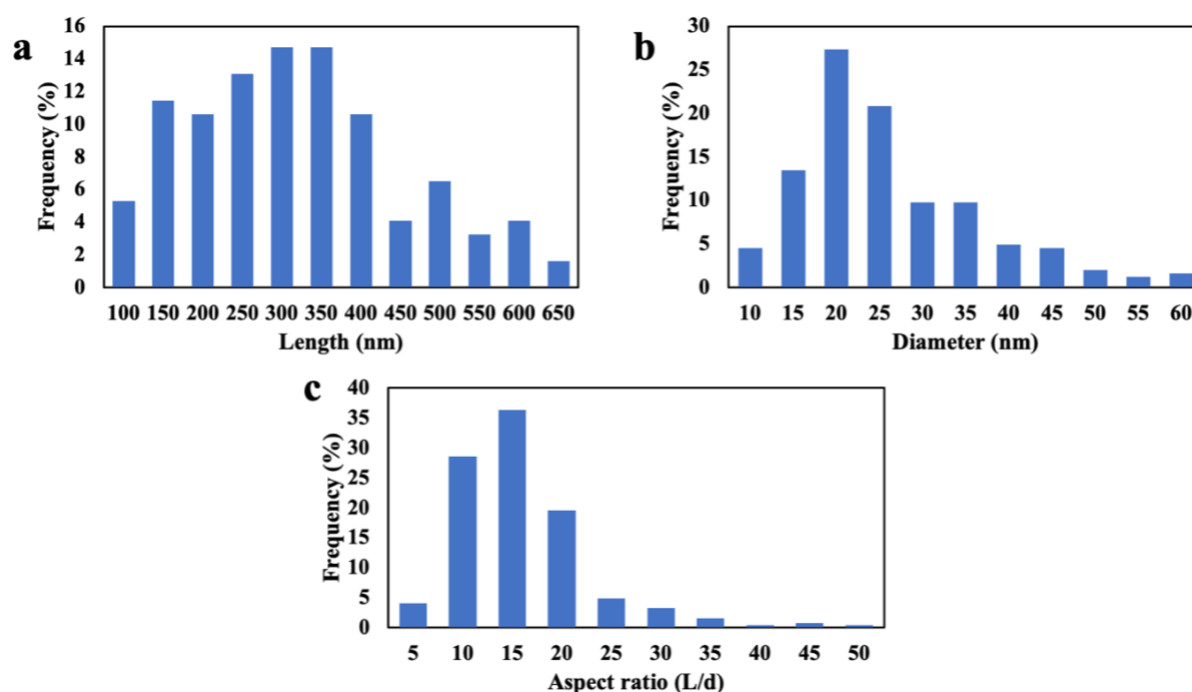 a
Frequency (%)
16
14
12
10
8
6
4
2
0
100 150 200 250 300 350 400 450 500 550 600 650
Length (nm)
b
Frequency (%)
30
25
20
15
10
5
0
10 15 20 25 30 35 40 45 50 55 60
Diameter (nm)
c
Frequency (%)
40
35
30
25
20
15
10
5
0
5 10 15 20 25 30 35 40 45 50
Aspect ratio (L/d)